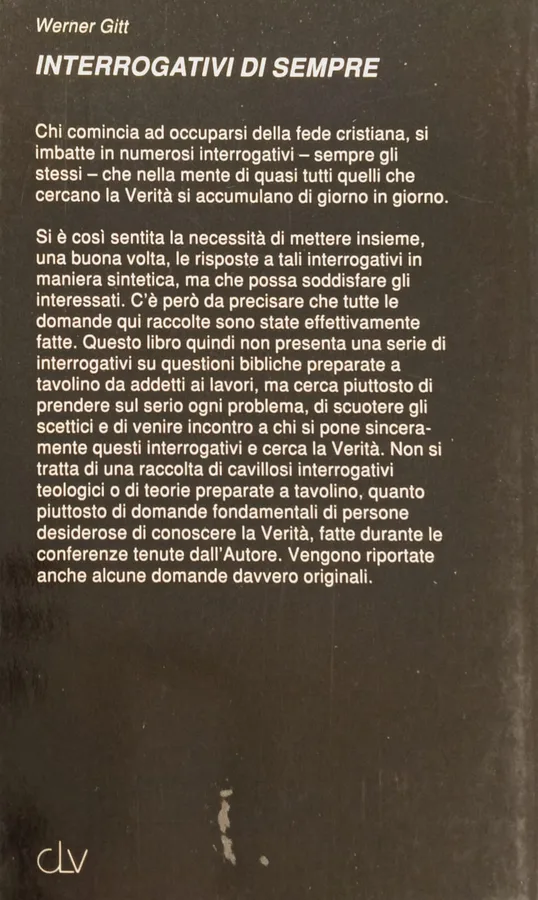 Werner Gitt
INTERROGATIVI DI SEMPRE
Chi comincia ad occuparsi della fede cristiana, si
imbatte in numerosi interrogativi – sempre gli
stessi – che nella mente di quasi tutti quelli che
cercano la Verità si accumulano di giorno in giorno.
Si è così sentita la necessità di mettere insieme,
una buona volta, le risposte a tali interrogativi in
maniera sintetica, ma che possa soddisfare gli
interessati. C'è però da precisare che tutte le
domande qui raccolte sono state effettivamente
fatte. Questo libro quindi non presenta una serie di
interrogativi su questioni bibliche preparate a
tavolino da addetti ai lavori, ma cerca piuttosto di
prendere sul serio ogni problema, di scuotere gli
scettici e di venire incontro a chi si pone sincera-
mente questi interrogativi e cerca la Verità. Non si
tratta di una raccolta di cavillosi interrogativi
teologici o di teorie preparate a tavolino, quanto
piuttosto di domande fondamentali di persone
desiderose di conoscere la Verità, fatte durante le
conferenze tenute dall'Autore. Vengono riportate
anche alcune domande davvero originali.
clv